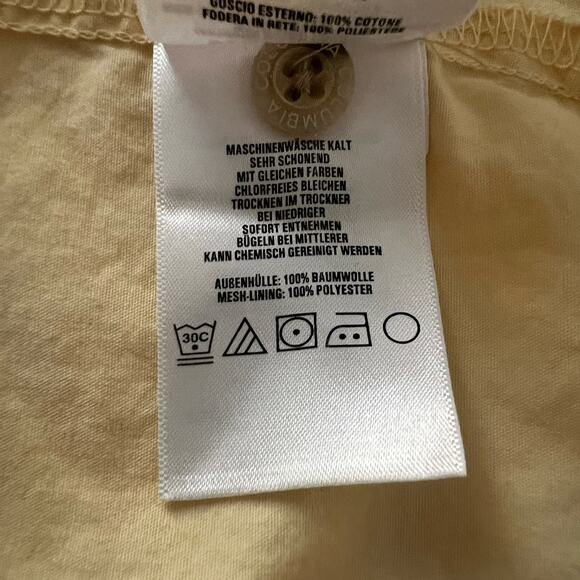 GUSCIO ESTERNO: 100% COTONE
FODERA IN RETE: 100% POLIESTERE
COLUMBIA
MASCHINENWÄSCHE KALT
SEHR SCHONEND
MIT GLEICHEN FARBEN
CHLORFREIES BLEICHEN
TROCKNEN IM TROCKNER
BEI NIEDRIGER
SOFORT ENTNEHMEN
BÜGELN BEI MITTLERER
KANN CHEMISCH GEREINIGT WERDEN
AUßENHÜLLE: 100% BAUMWOLLE
MESH-LINING: 100% POLYESTER
30C